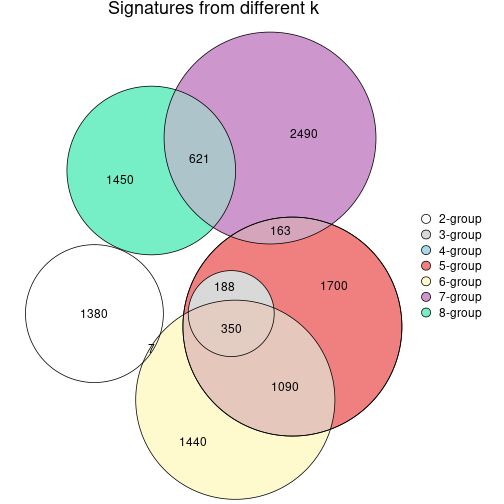 Signatures from different k
2490
621
1450
163
188
1700
1380
350
7
1090
1440
2-group
3-group
4-group
5-group
6-group
7-group
8-group